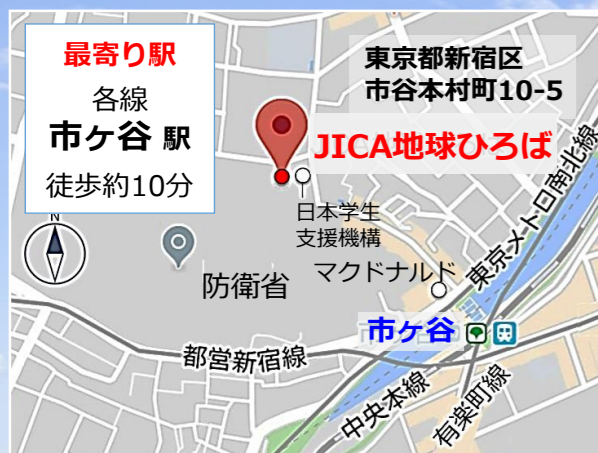 最寄り駅
各線
市ケ谷 駅
徒歩約10分
東京都新宿区
市谷本村町10-5
JICA地球ひろば
日本学生
支援機構
N
防衛省
マクドナルド
東京メトロ南北線
市ケ谷
都営新宿線
中央本線
有楽町線